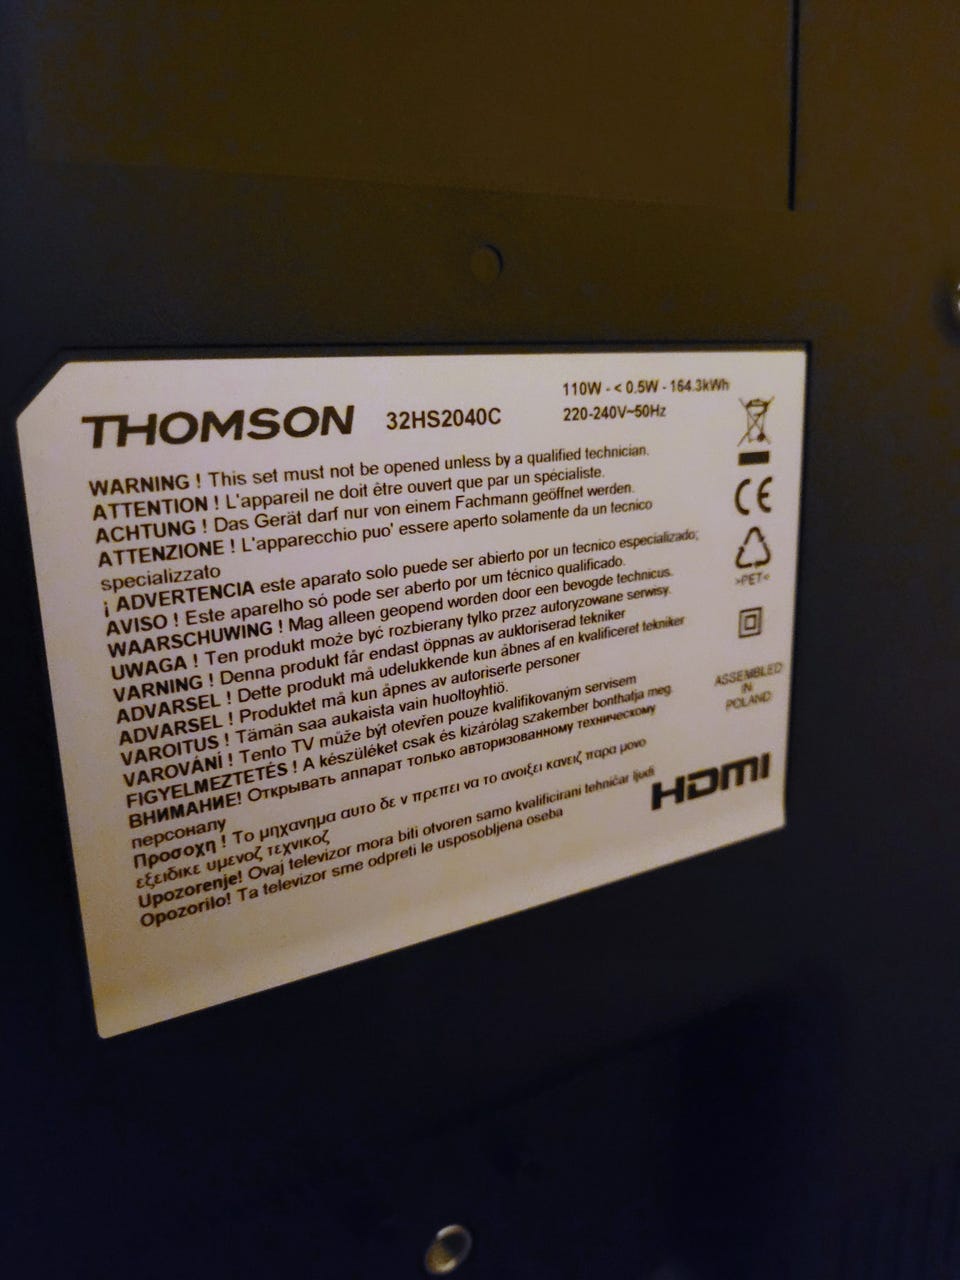 THOMSON 32HS2040C
110W - < 0.5W - 164.3kWh
220-240V~50Hz
WARNING ! This set must not be opened unless by a qualified technician.
ATTENTION ! L'appareil ne doit être ouvert que par un spécialiste.
ACHTUNG ! Das Gerät darf nur von einem Fachmann geöffnet werden.
ATTENZIONE ! L'apparecchio puo' essere aperto solamente da un tecnico
specializzato
¡ ADVERTENCIA este aparato solo puede ser abierto por un tecnico especializado;
AVISO ! Este aparelho só pode ser aberto por um técnico qualificado.
WAARSCHUWING ! Mag alleen geopend worden door een bevogde technicus.
UWAGA ! Ten produkt może być rozbierany tylko przez autoryzowane serwisy.
VARNING ! Denna produkt får endast öppnas av auktoriserad tekniker
ADVARSEL ! Dette produkt må udelukkende kun åbnes af en kvalificeret tekniker
ADVARSEL ! Produktet må kun åpnes av autoriserte personer
VAROITUS ! Tämän saa aukaista vain huoltoyhtiö.
VAROVÁNÍ ! Tento TV může být otevřen pouze kvalifikovaným servisem
FIGYELMEZTETÉS ! A készüléket csak és kizárólag szakember bonthatja meg.
ВНИМАНИЕ! Открывать аппарат только авторизованному техническому
персоналу
Προσοχη ! Το μηχανημα αυτο δε ν πρεπει να το ανοιξει κανειζ παρα μονο
εξειδικε υμενοζ τεχνικοζ
Upozorenje! Ovaj televizor mora biti otvoren samo kvalificirani tehničar ljudi
Opozorilo! Ta televizor sme odpreti le usposobljena oseba
CE
>PET<
ASSEMBLED
IN
POLAND
HDMI